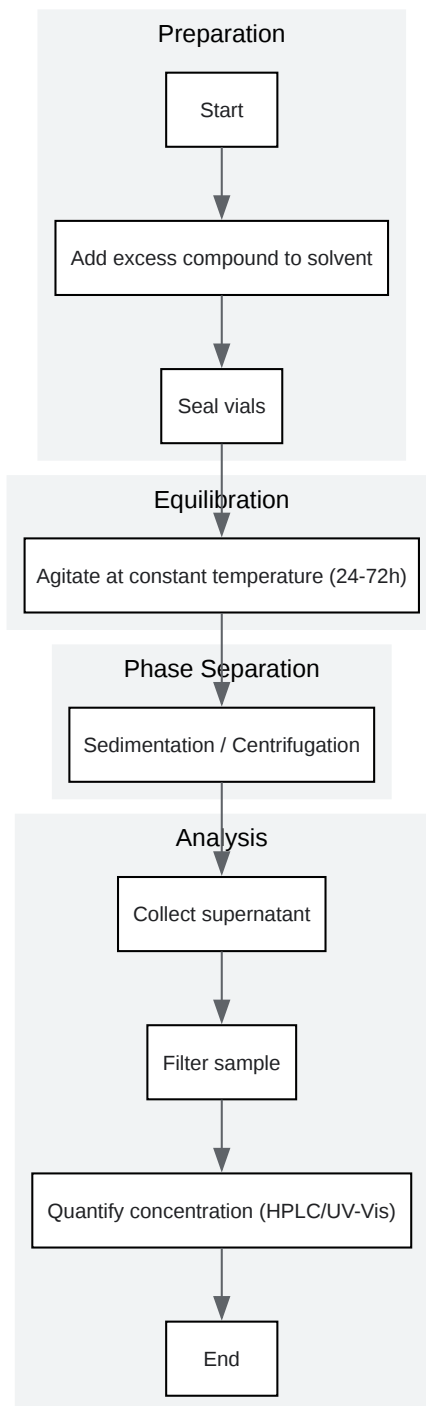 Preparation
Start
Add excess compound to solvent
Seal vials
Equilibration
Agitate at constant temperature (24-72h)
Phase Separation
Sedimentation / Centrifugation
Analysis
Collect supernatant
Filter sample
Quantify concentration (HPLC/UV-Vis)
End